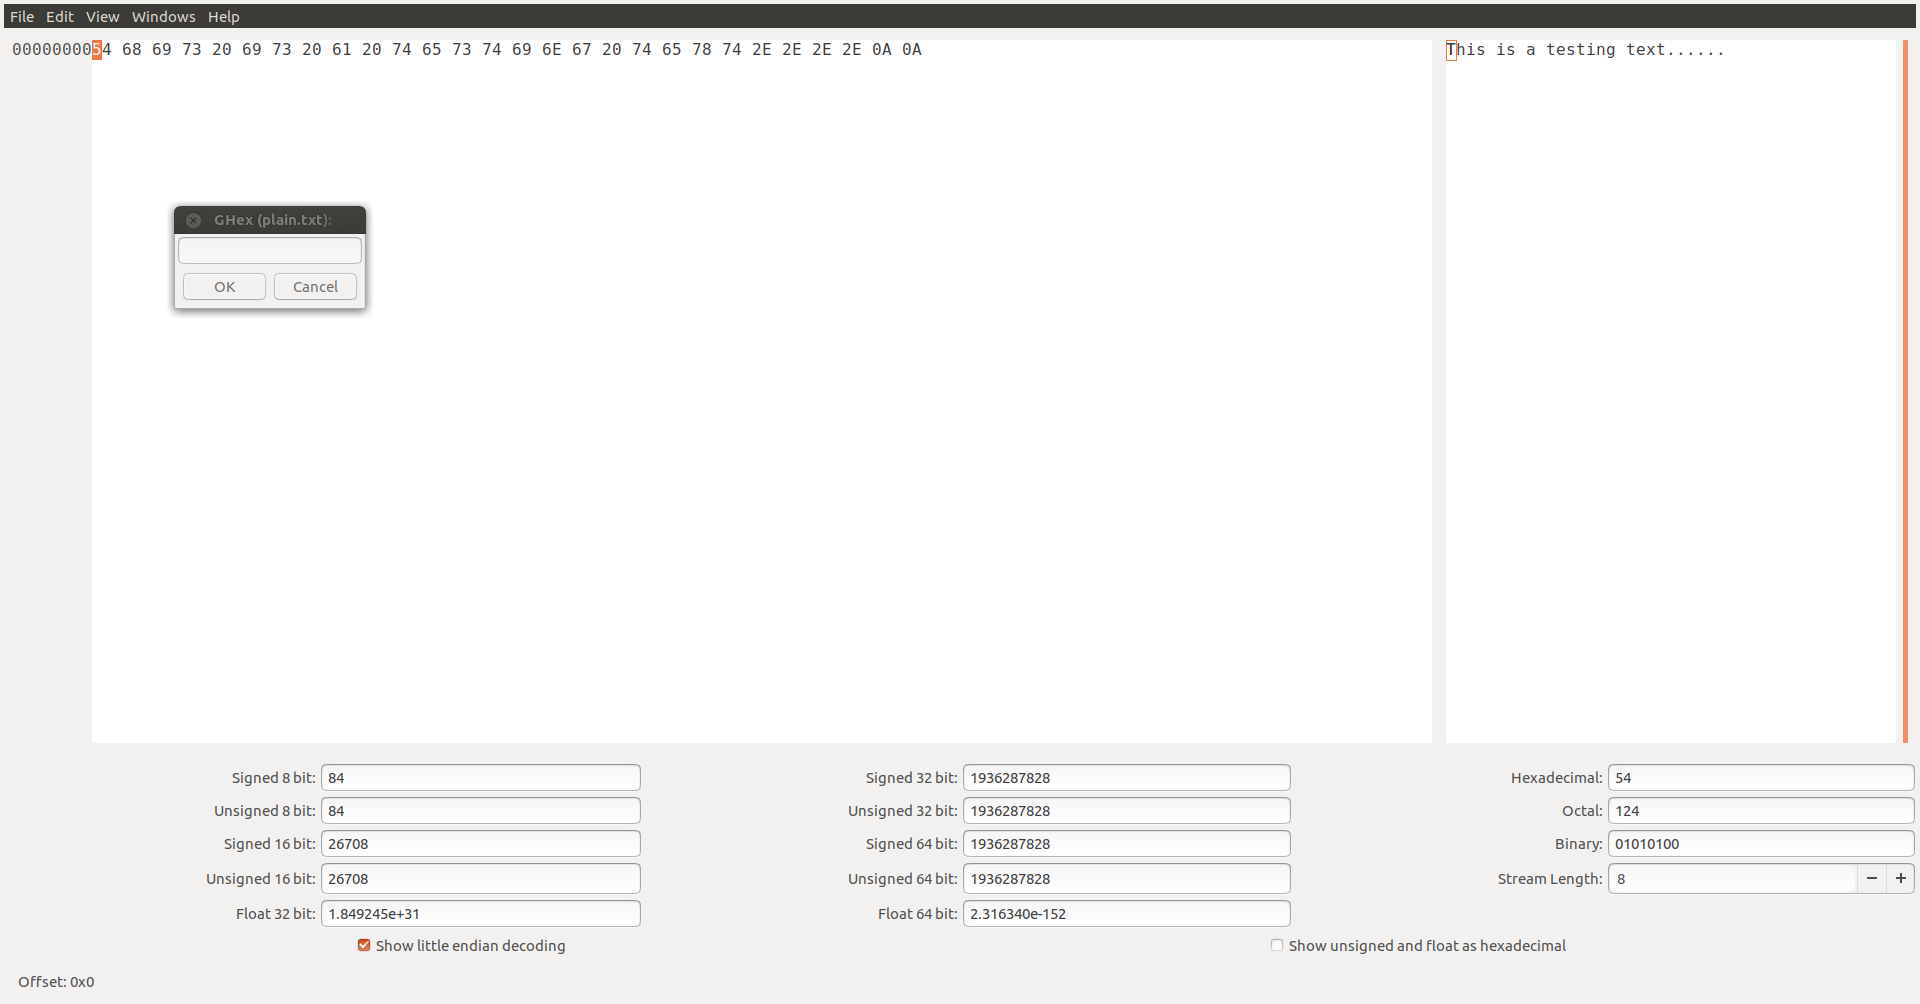 File Edit View Windows Help
00000000 54 68 69 73 20 69 73 20 61 20 74 65 73 74 69 6E 67 20 74 65 78 74 2E 2E 2E 2E 0A 0A This is a testing text......
GHex (plain.txt):
OK Cancel
Signed 8 bit: 84 Signed 32 bit: 1936287828 Hexadecimal: 54
Unsigned 8 bit: 84 Unsigned 32 bit: 1936287828 Octal: 124
Signed 16 bit: 26708 Signed 64 bit: 1936287828 Binary: 01010100
Unsigned 16 bit: 26708 Unsigned 64 bit: 1936287828 Stream Length: 8 − +
Float 32 bit: 1.849245e+31 Float 64 bit: 2.316340e-152
Show little endian decoding Show unsigned and float as hexadecimal
Offset: 0x0